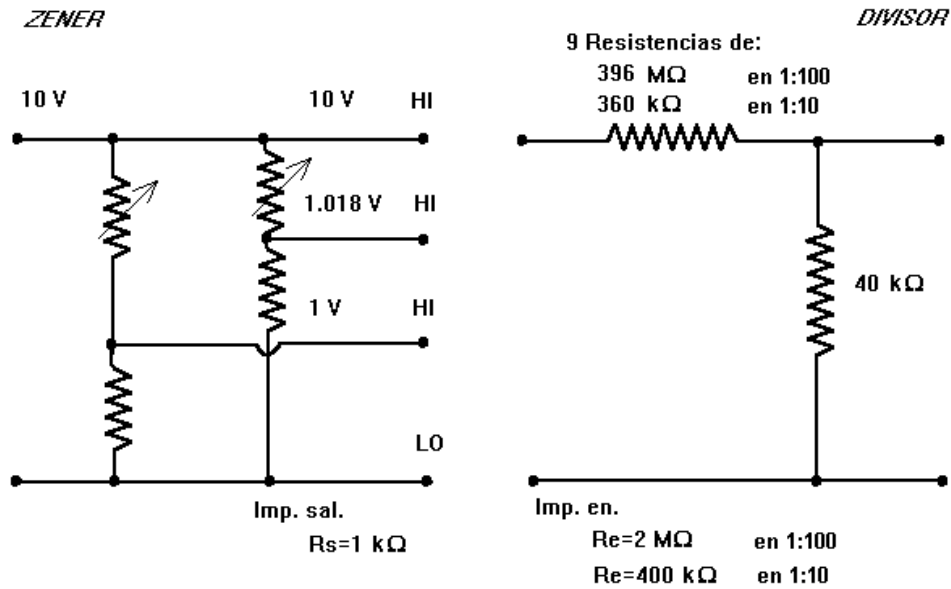 ZENER
10 V
10 V HI
1.018 V HI
1 V HI
LO
Imp. sal.
Rs=1 kΩ
DIVISOR
9 Resistencias de:
396 MΩ en 1:100
360 kΩ en 1:10
40 kΩ
Imp. en.
Re=2 MΩ en 1:100
Re=400 kΩ en 1:10